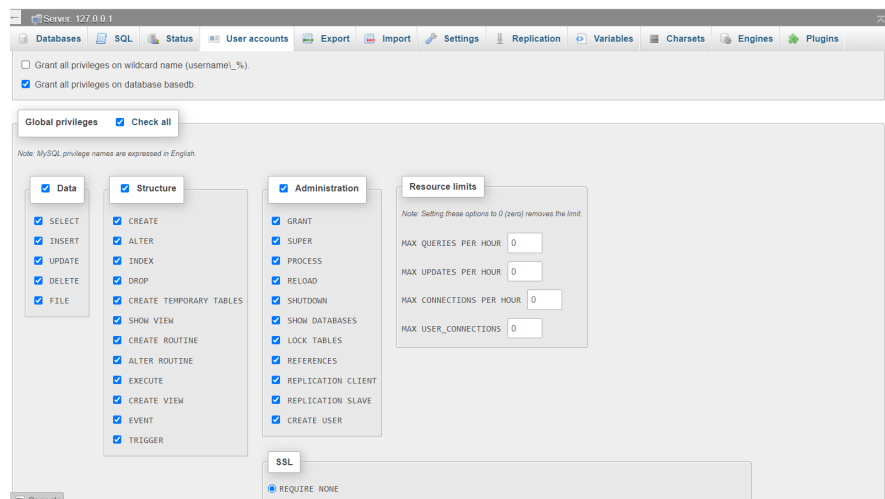 Server: 127.0.0.1
Databases SQL Status User accounts Export Import Settings Replication Variables Charsets Engines Plugins
Grant all privileges on wildcard name (username\_%).
Grant all privileges on database basedb.
Global privileges Check all
Note: MySQL privilege names are expressed in English.
Data
SELECT
INSERT
UPDATE
DELETE
FILE
Structure
CREATE
ALTER
INDEX
DROP
CREATE TEMPORARY TABLES
SHOW VIEW
CREATE ROUTINE
ALTER ROUTINE
EXECUTE
CREATE VIEW
EVENT
TRIGGER
Administration
GRANT
SUPER
PROCESS
RELOAD
SHUTDOWN
SHOW DATABASES
LOCK TABLES
REFERENCES
REPLICATION CLIENT
REPLICATION SLAVE
CREATE USER
Resource limits
Note: Setting these options to 0 (zero) removes the limit.
MAX QUERIES PER HOUR 0
MAX UPDATES PER HOUR 0
MAX CONNECTIONS PER HOUR 0
MAX USER_CONNECTIONS 0
SSL
REQUIRE NONE